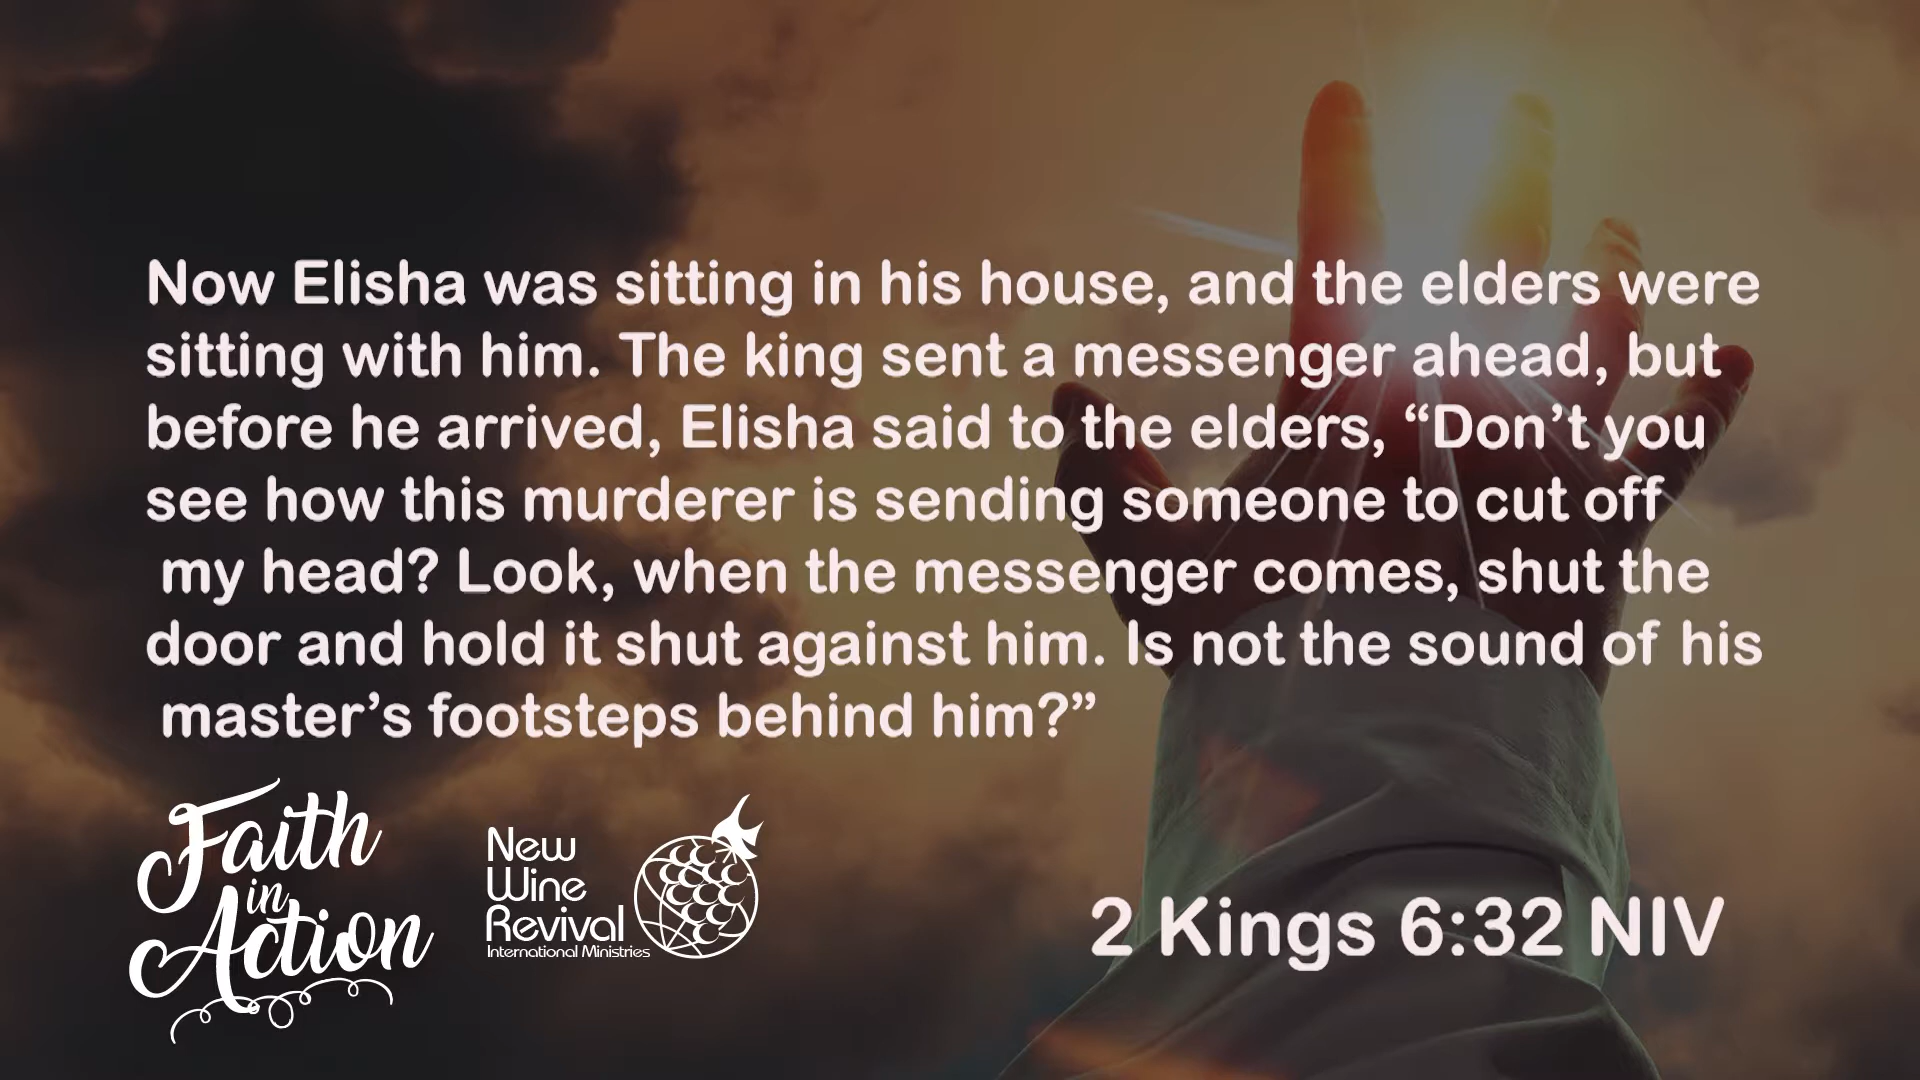 Now Elisha was sitting in his house, and the elders were
sitting with him. The king sent a messenger ahead, but
before he arrived, Elisha said to the elders, “Don’t you
see how this murderer is sending someone to cut off
my head? Look, when the messenger comes, shut the
door and hold it shut against him. Is not the sound of his
master’s footsteps behind him?”
Faith
in
Action
New
Wine
Revival
International Ministries
2 Kings 6:32 NIV